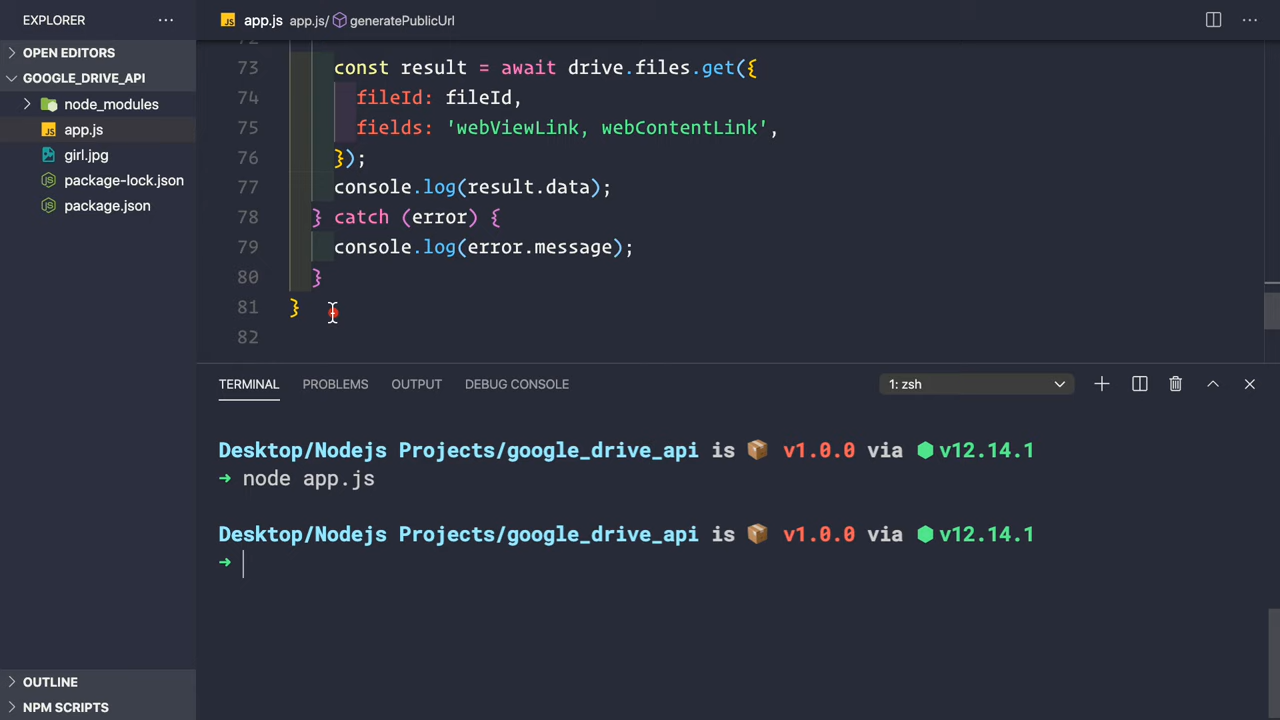 EXPLORER
app.js app.js/ generatePublicUrl
OPEN EDITORS
GOOGLE_DRIVE_API
node_modules
app.js
girl.jpg
package-lock.json
package.json
OUTLINE
NPM SCRIPTS
73 const result = await drive.files.get({
74 fileId: fileId,
75 fields: 'webViewLink, webContentLink',
76 });
77 console.log(result.data);
78 } catch (error) {
79 console.log(error.message);
80 }
81 }
82
TERMINAL PROBLEMS OUTPUT DEBUG CONSOLE 1: zsh
Desktop/Nodejs Projects/google_drive_api is 📦 v1.0.0 via ⬢ v12.14.1
➜ node app.js
Desktop/Nodejs Projects/google_drive_api is 📦 v1.0.0 via ⬢ v12.14.1
➜